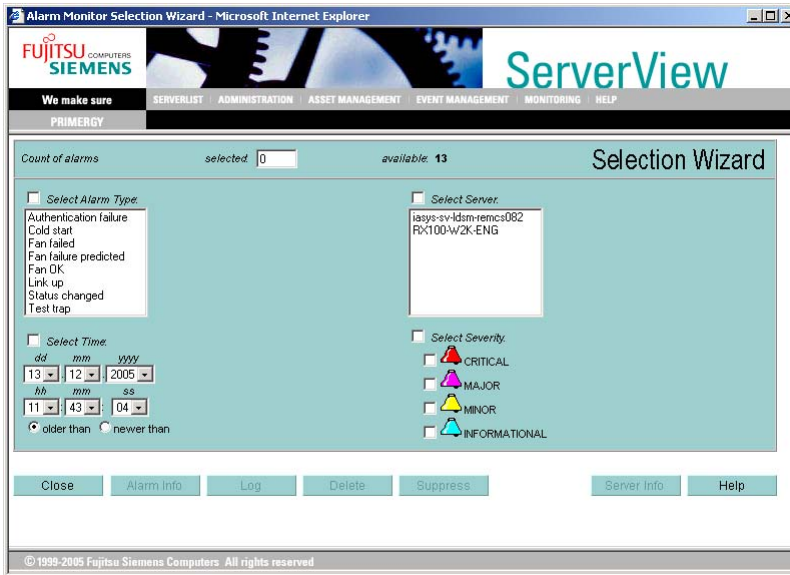 Alarm Monitor Selection Wizard - Microsoft Internet Explorer
FUJITSU COMPUTERS
SIEMENS
ServerView
We make sure
SERVERLIST | ADMINISTRATION | ASSET MANAGEMENT | EVENT MANAGEMENT | MONITORING | HELP
PRIMERGY
Count of alarms selected: 0 available: 13 Selection Wizard
Select Alarm Type:
Authentication failure
Cold start
Fan failed
Fan failure predicted
Fan OK
Link up
Status changed
Test trap
Select Server:
iasys-sv-ldsm-remcs082
RX100-W2K-ENG
Select Time:
dd mm yyyy
13 . 12 . 2005
hh mm ss
11 : 43 : 04
older than newer than
Select Severity:
CRITICAL
MAJOR
MINOR
INFORMATIONAL
Close Alarm Info Log Delete Suppress Server Info Help
© 1999-2005 Fujitsu Siemens Computers All rights reserved